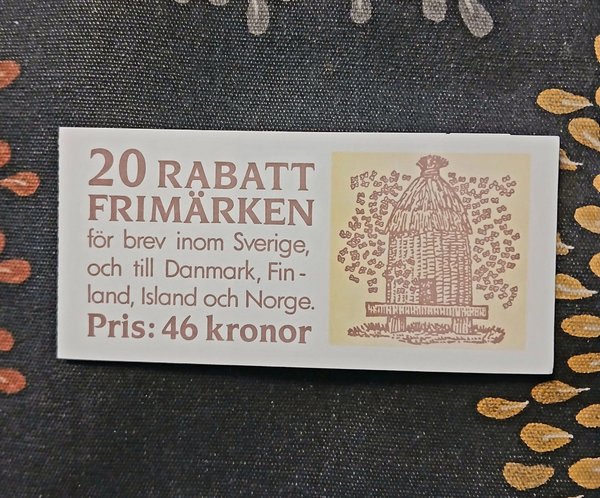 20 RABATT
FRIMÄRKEN
för brev inom Sverige,
och till Danmark, Fin-
land, Island och Norge.
Pris: 46 kronor